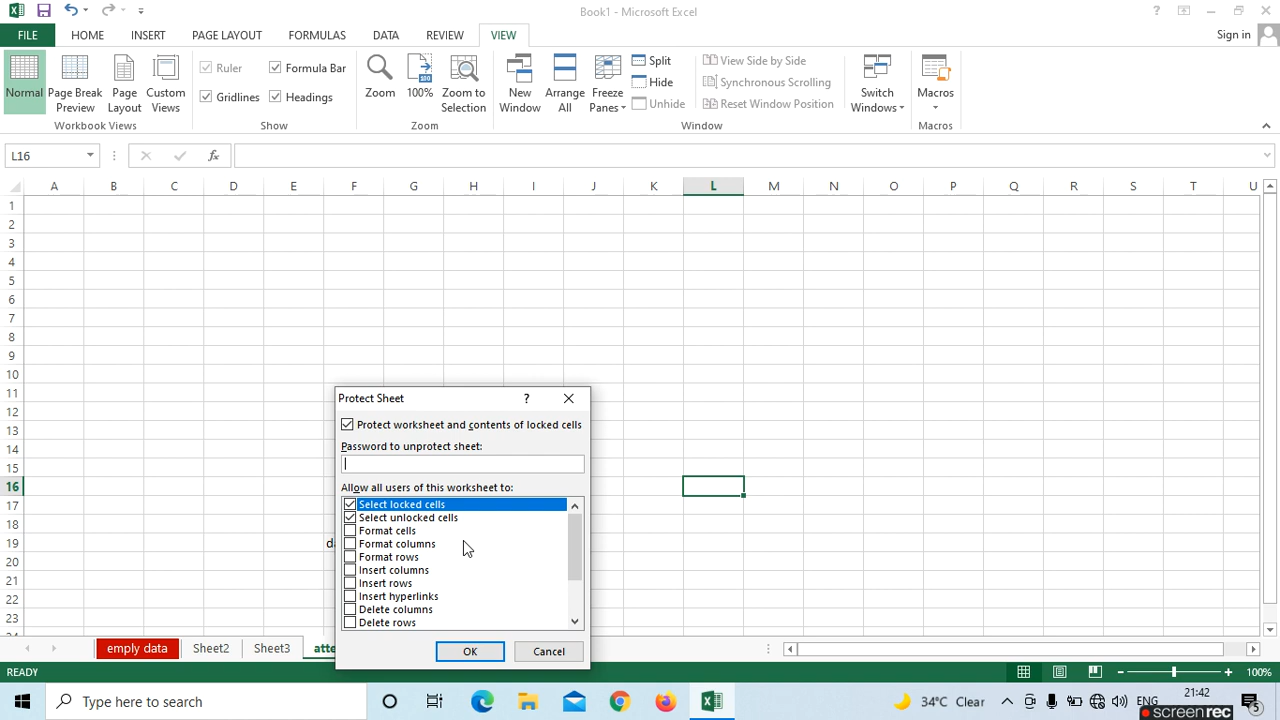 Book1 - Microsoft Excel
FILE HOME INSERT PAGE LAYOUT FORMULAS DATA REVIEW VIEW Sign in
Normal Page Break Preview Page Layout Custom Views
Ruler Formula Bar
Gridlines Headings
Zoom 100% Zoom to Selection
New Window Arrange All Freeze Panes
Split
Hide
Unhide
View Side by Side
Synchronous Scrolling
Reset Window Position
Switch Windows
Macros
Workbook Views Show Zoom Window Macros
L16 fx
A B C D E F G H I J K L M N O P Q R S T U
1
2
3
4
5
6
7
8
9
10
11
12
13
14
15
16
17
18
19
20
21
22
23
Protect Sheet ?
Protect worksheet and contents of locked cells
Password to unprotect sheet:
Allow all users of this worksheet to:
Select locked cells
Select unlocked cells
Format cells
Format columns
Format rows
Insert columns
Insert rows
Insert hyperlinks
Delete columns
Delete rows
OK Cancel
emply data Sheet2 Sheet3 atte
READY 100%
Type here to search 34°C Clear ENG 21:42
screenrec 5